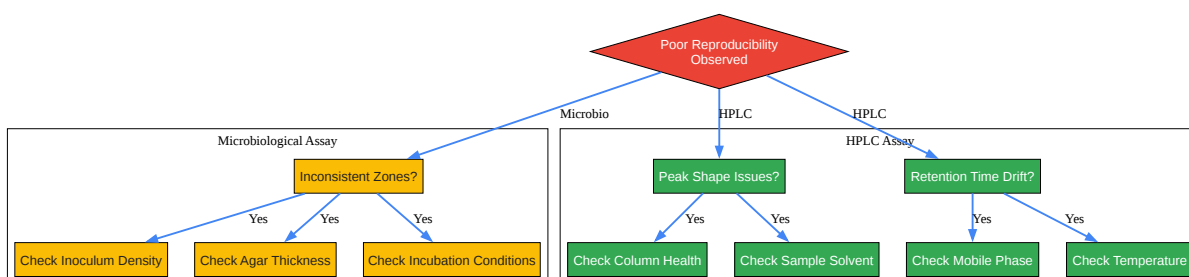 Poor Reproducibility
Observed
Microbio
HPLC
HPLC
Microbiological Assay
HPLC Assay
Inconsistent Zones?
Peak Shape Issues?
Retention Time Drift?
Yes
Yes
Yes
Yes
Yes
Yes
Yes
Check Inoculum Density
Check Agar Thickness
Check Incubation Conditions
Check Column Health
Check Sample Solvent
Check Mobile Phase
Check Temperature